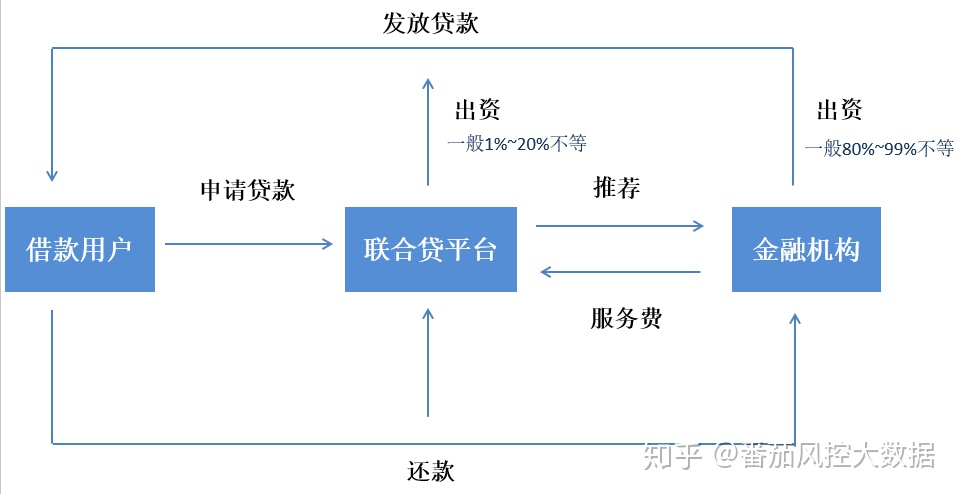 发放贷款
出资
一般1%~20%不等
出资
一般80%~99%不等
申请贷款
推荐
借款用户
联合贷平台
金融机构
服务费
还款
知乎 @番茄风控大数据